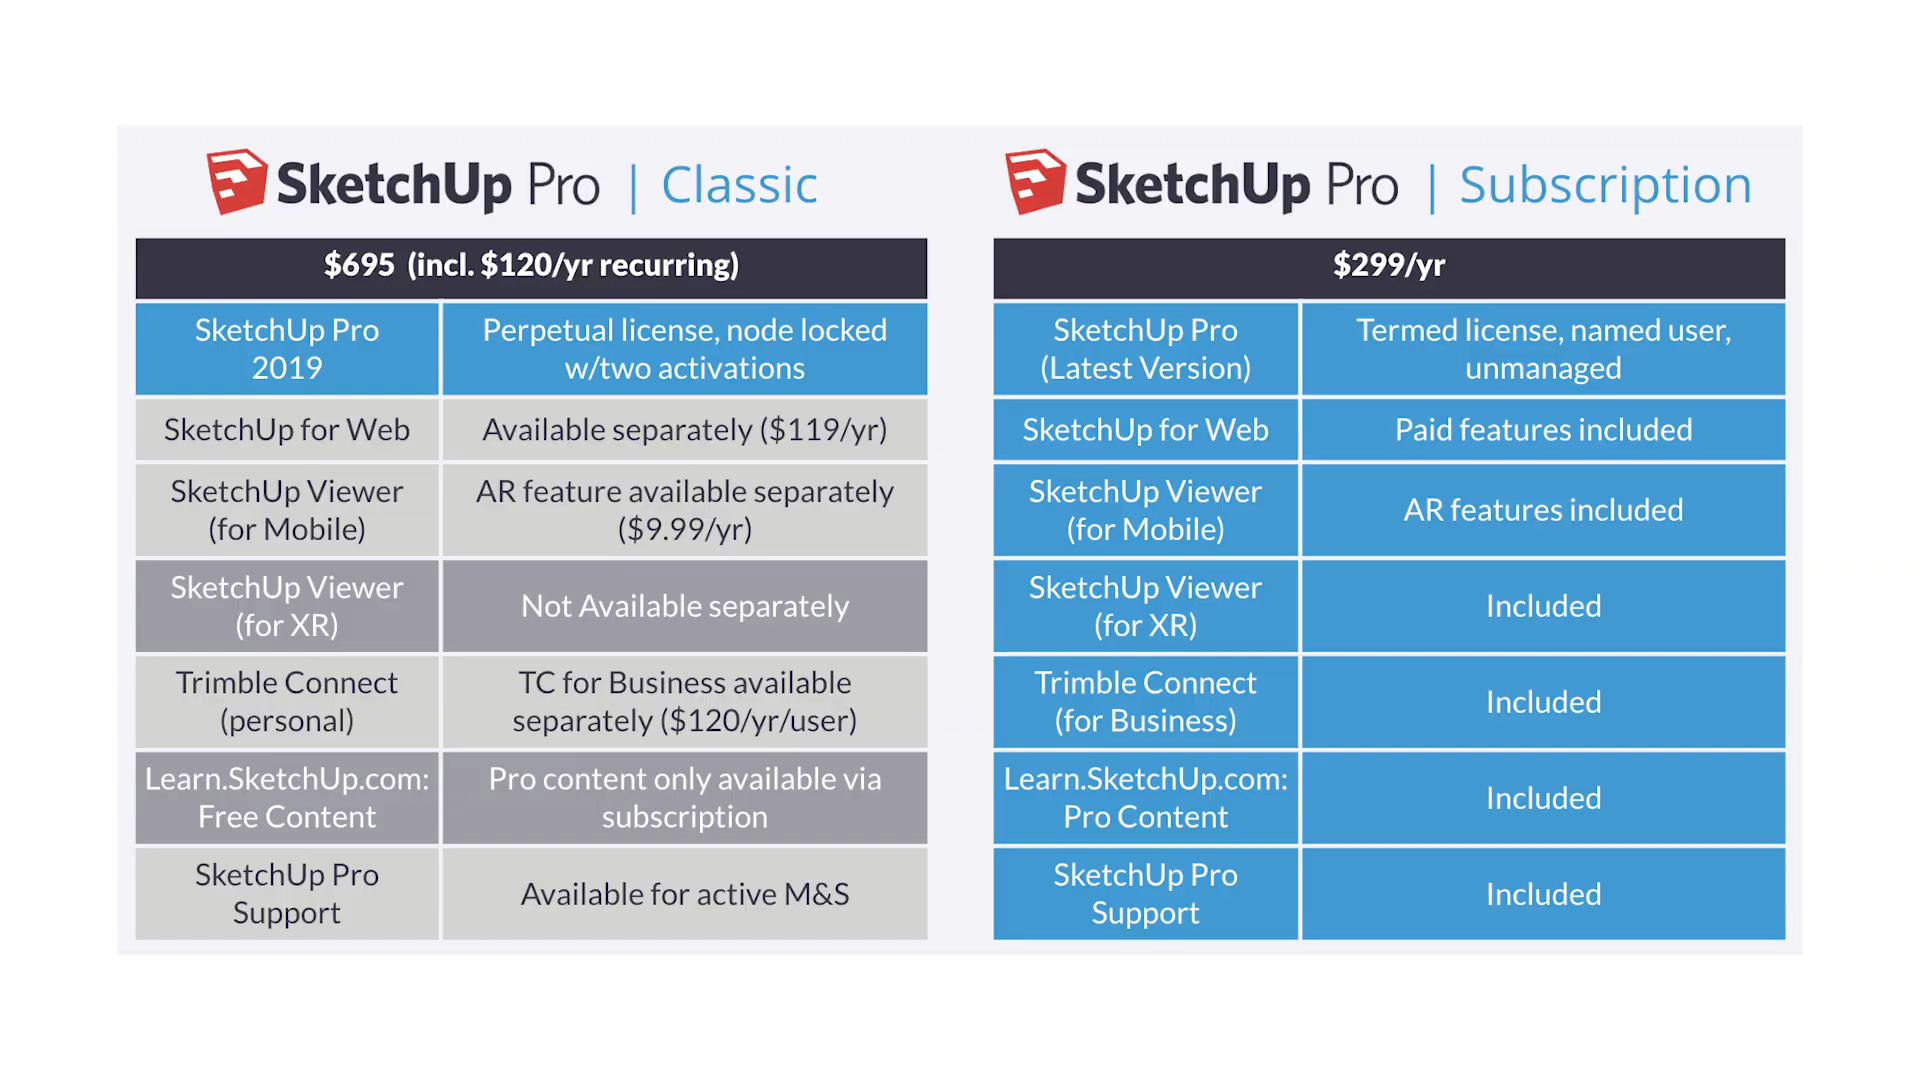 SketchUp Pro | Classic
$695 (incl. $120/yr recurring)
SketchUp Pro
2019
Perpetual license, node locked
w/two activations
SketchUp for Web
Available separately ($119/yr)
SketchUp Viewer
(for Mobile)
AR feature available separately
($9.99/yr)
SketchUp Viewer
(for XR)
Not Available separately
Trimble Connect
(personal)
TC for Business available
separately ($120/yr/user)
Learn.SketchUp.com:
Free Content
Pro content only available via
subscription
SketchUp Pro
Support
Available for active M&S
SketchUp Pro | Subscription
$299/yr
SketchUp Pro
(Latest Version)
Termed license, named user,
unmanaged
SketchUp for Web
Paid features included
SketchUp Viewer
(for Mobile)
AR features included
SketchUp Viewer
(for XR)
Included
Trimble Connect
(for Business)
Included
Learn.SketchUp.com:
Pro Content
Included
SketchUp Pro
Support
Included